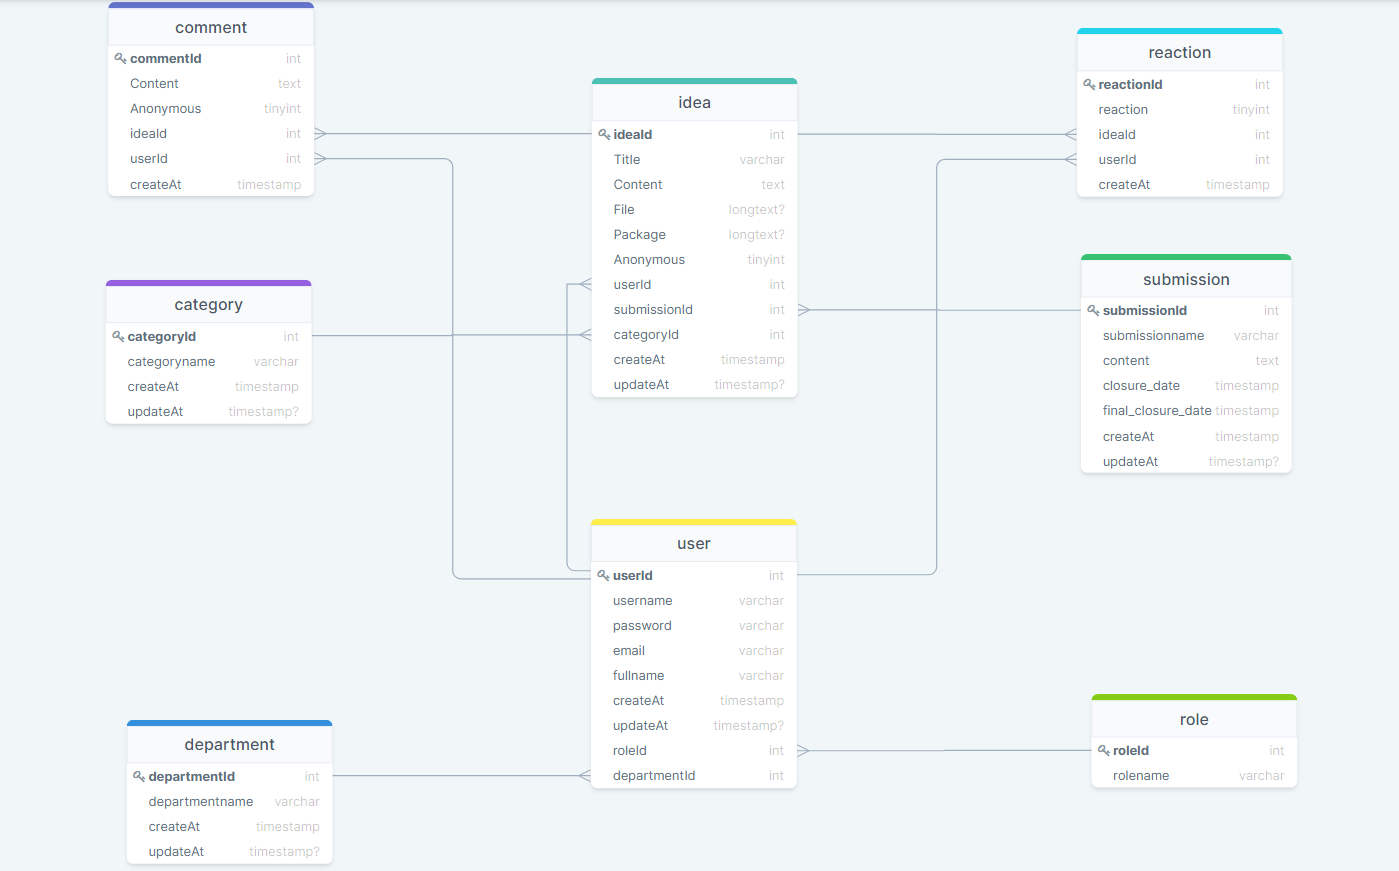 comment
commentId int
Content text
Anonymous tinyint
ideaId int
userId int
createAt timestamp
idea
ideaId int
Title varchar
Content text
File longtext?
Package longtext?
Anonymous tinyint
userId int
submissionId int
categoryId int
createAt timestamp
updateAt timestamp?
reaction
reactionId int
reaction tinyint
ideaId int
userId int
createAt timestamp
category
categoryId int
categoryname varchar
createAt timestamp
updateAt timestamp?
submission
submissionId int
submissionname varchar
content text
closure_date timestamp
final_closure_date timestamp
createAt timestamp
updateAt timestamp?
user
userId int
username varchar
password varchar
email varchar
fullname varchar
createAt timestamp
updateAt timestamp?
roleId int
departmentId int
department
departmentId int
departmentname varchar
createAt timestamp
updateAt timestamp?
role
roleId int
rolename varchar